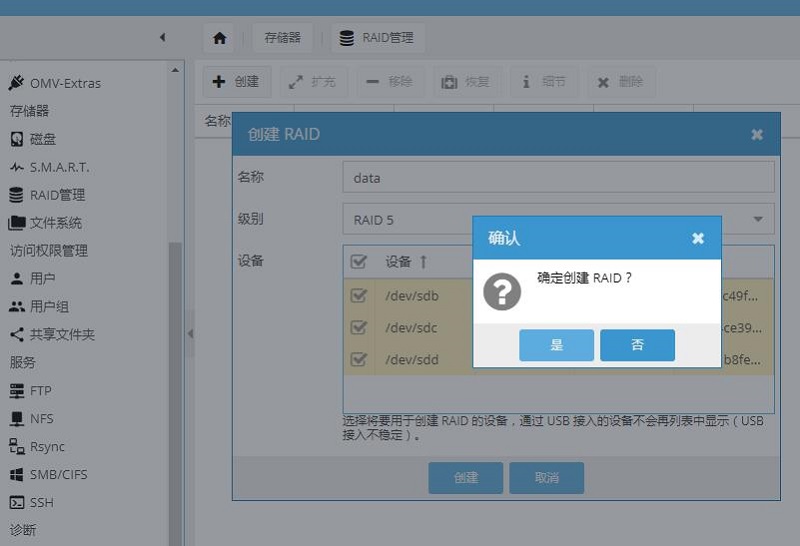 存储器
RAID管理
OMV-Extras
存储器
磁盘
S.M.A.R.T.
RAID管理
文件系统
访问权限管理
用户
用户组
共享文件夹
服务
FTP
NFS
Rsync
SMB/CIFS
SSH
诊断
创建
扩充
移除
恢复
细节
删除
名称
创建 RAID
名称
data
级别
RAID 5
设备
设备
/dev/sdb
c49f...
/dev/sdc
ce39...
/dev/sdd
b8fe...
选择将要用于创建 RAID 的设备，通过 USB 接入的设备不会再列表中显示（USB
接入不稳定）。
创建
取消
确认
确定创建 RAID？
是
否